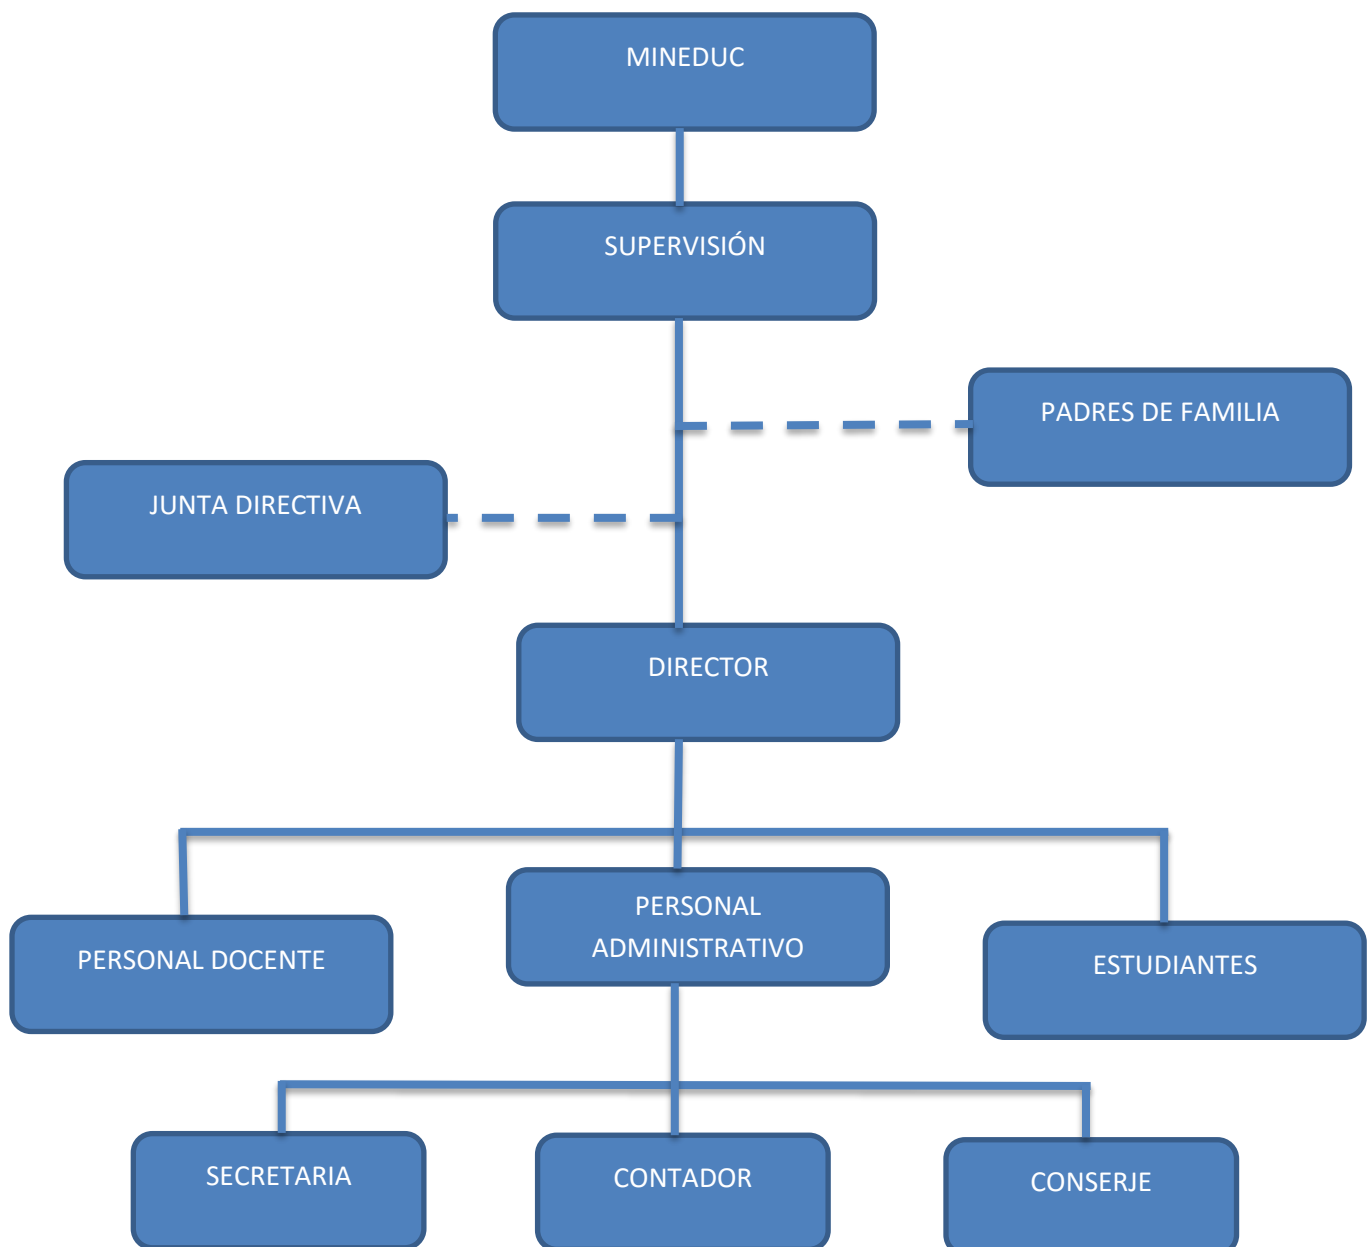 MINEDUC
SUPERVISIÓN
PADRES DE FAMILIA
JUNTA DIRECTIVA
DIRECTOR
PERSONAL
ADMINISTRATIVO
PERSONAL DOCENTE
ESTUDIANTES
SECRETARIA
CONTADOR
CONSERJE